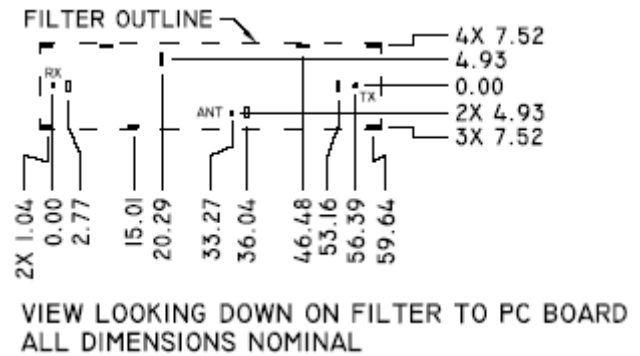 FILTER OUTLINE
4X 7.52
4.93
RX
0.00
TX
ANT
2X 4.93
3X 7.52
2X 1.04
0.00
2.77
15.01
20.29
33.27
36.04
46.48
53.16
56.39
59.64
VIEW LOOKING DOWN ON FILTER TO PC BOARD
ALL DIMENSIONS NOMINAL